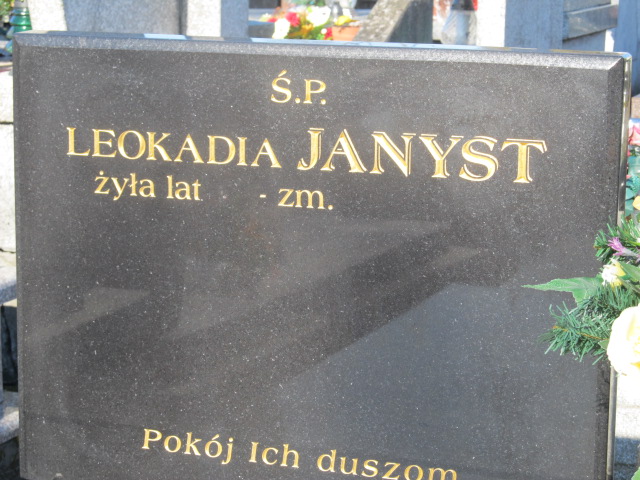 Ś.P.
LEOKADIA JANYST
żyła lat - zm.
Pokój Ich duszom